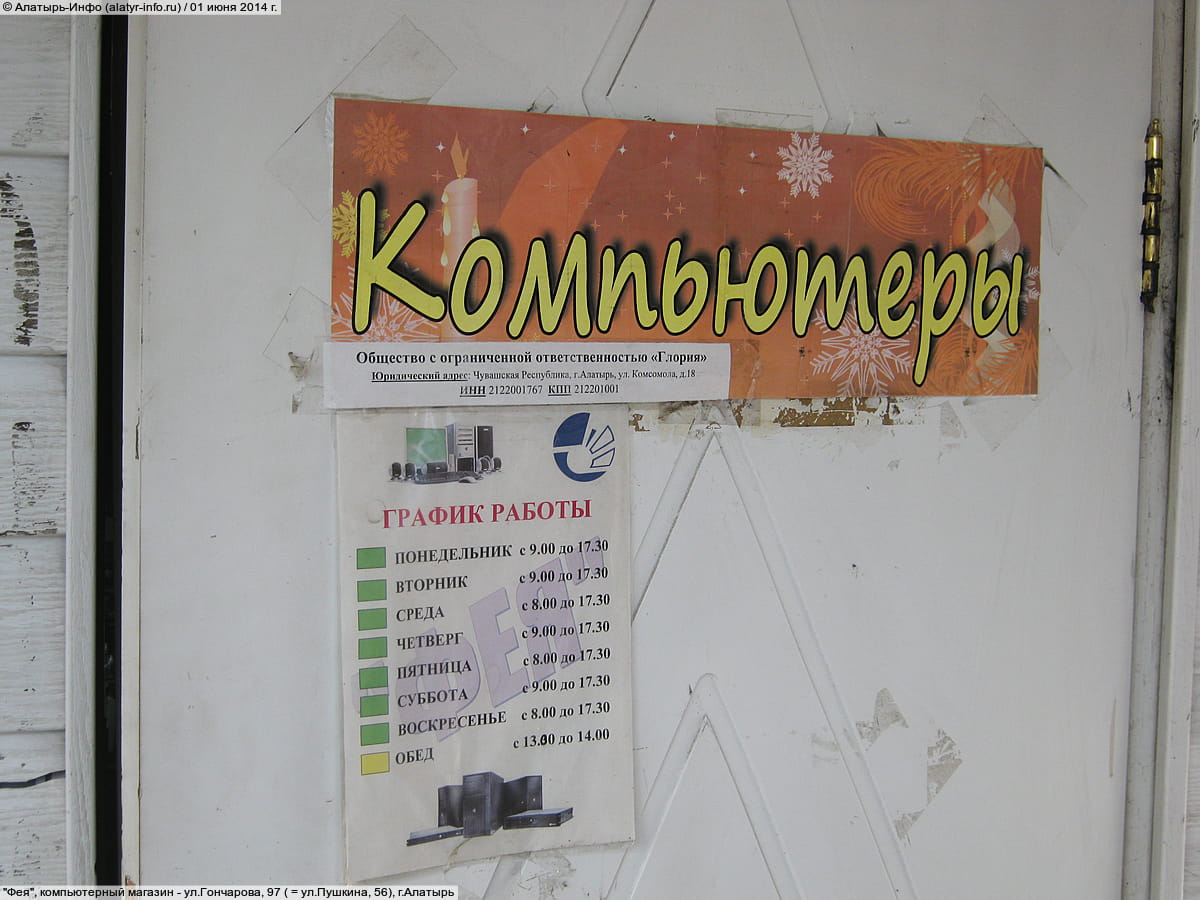 © Алатырь-Инфо (alatyr-info.ru) / 01 июня 2014 г.
Компьютеры
Общество с ограниченной ответственностью «Глория»
Юридический адрес: Чувашская Республика, г.Алатырь, ул. Комсомола, д.18
ИНН 2122001767 КПП 212201001
ГРАФИК РАБОТЫ
ПОНЕДЕЛЬНИК с 9.00 до 17.30
ВТОРНИК с 9.00 до 17.30
СРЕДА с 8.00 до 17.30
ЧЕТВЕРГ с 9.00 до 17.30
ПЯТНИЦА с 8.00 до 17.30
СУББОТА с 9.00 до 17.30
ВОСКРЕСЕНЬЕ с 8.00 до 17.30
ОБЕД с 13.00 до 14.00
"ФЕЯ"
"Фея", компьютерный магазин - ул.Гончарова, 97 ( = ул.Пушкина, 56), г.Алатырь